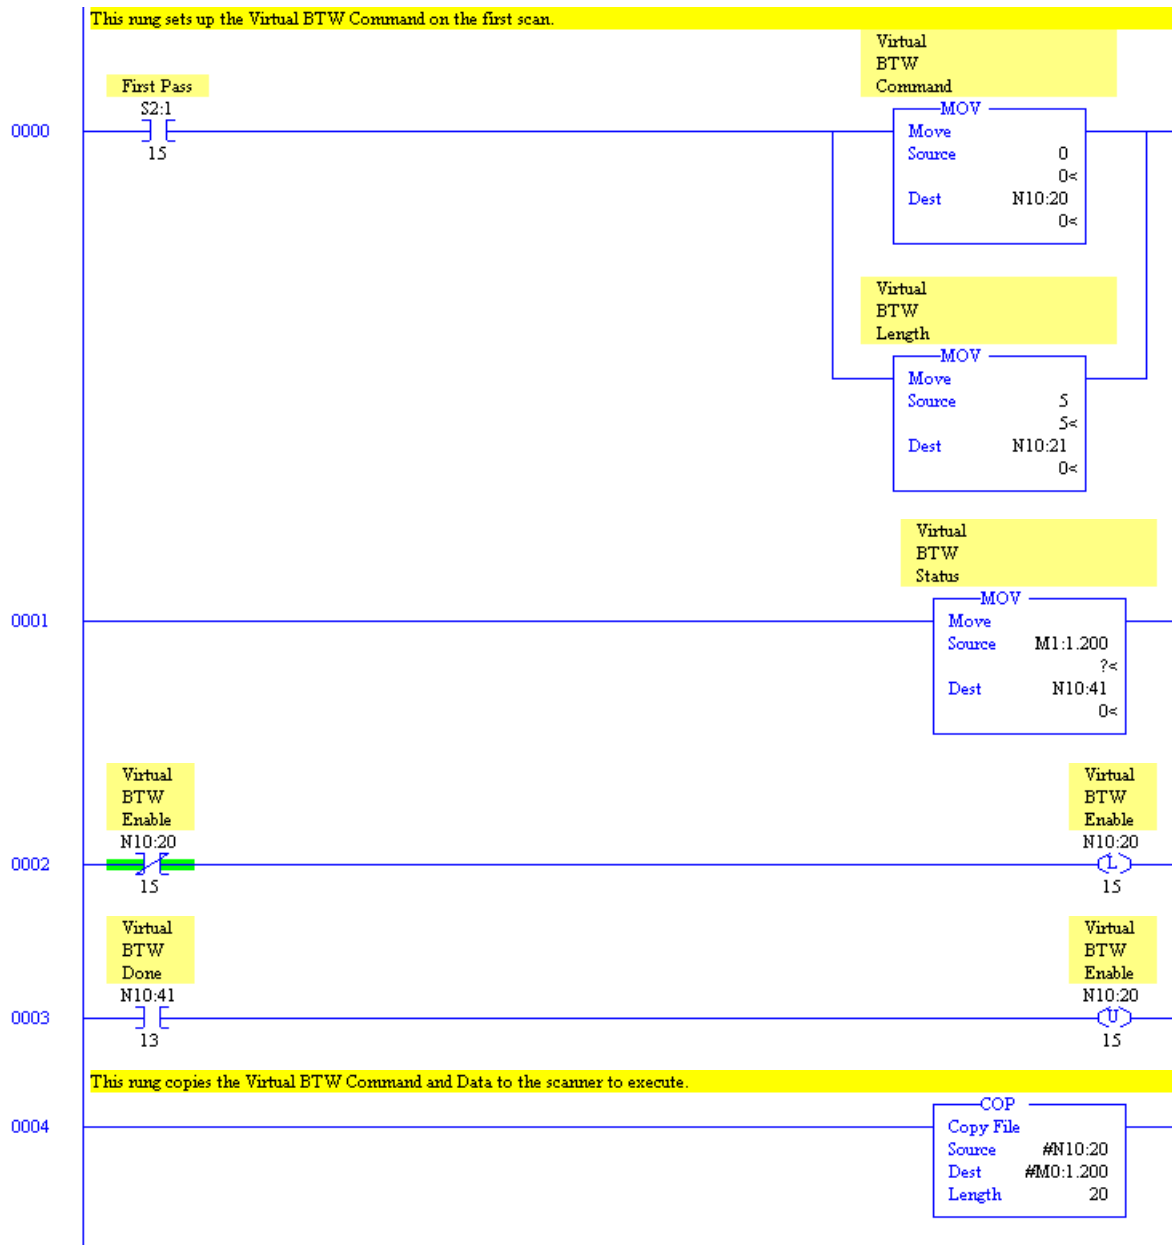 This rung sets up the Virtual BTW Command on the first scan.
Virtual
BTW
Command
First Pass
S2:1
MOV
0000
Move
15
Source 0
0<
Dest N10:20
0<
Virtual
BTW
Length
MOV
Move
Source 5
5<
Dest N10:21
0<
Virtual
BTW
Status
MOV
0001
Move
Source M1:1.200
?<
Dest N10:41
0<
Virtual
BTW
Enable
N10:20
Virtual
BTW
Enable
N10:20
0002
L
15
15
Virtual
BTW
Done
N10:41
Virtual
BTW
Enable
N10:20
0003
U
13
15
This rung copies the Virtual BTW Command and Data to the scanner to execute.
COP
0004
Copy File
Source #N10:20
Dest #M0:1.200
Length 20